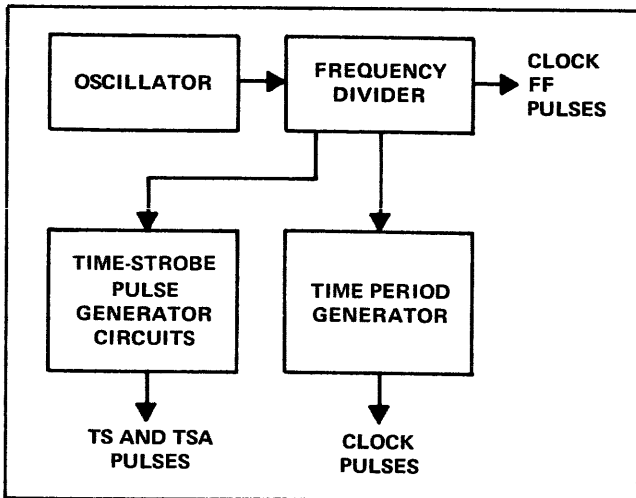 OSCILLATOR
FREQUENCY
DIVIDER
CLOCK
FF
PULSES
TIME-STROBE
PULSE
GENERATOR
CIRCUITS
TIME PERIOD
GENERATOR
TS AND TSA
PULSES
CLOCK
PULSES